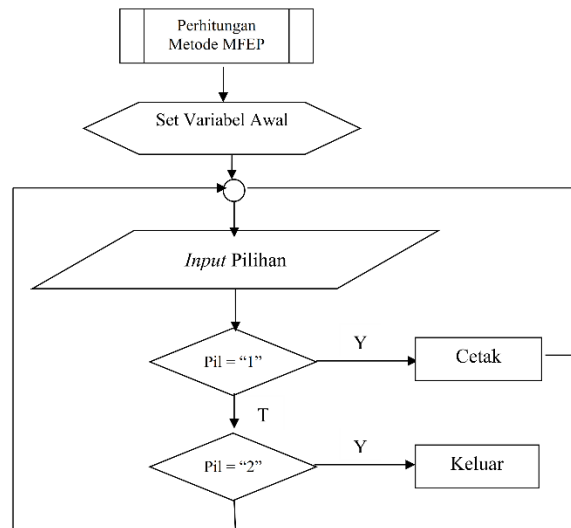 Perhitungan
Metode MFEP
Set Variabel Awal
Input Pilihan
Pil = “1”
Y
Cetak
T
Pil = “2”
Y
Keluar